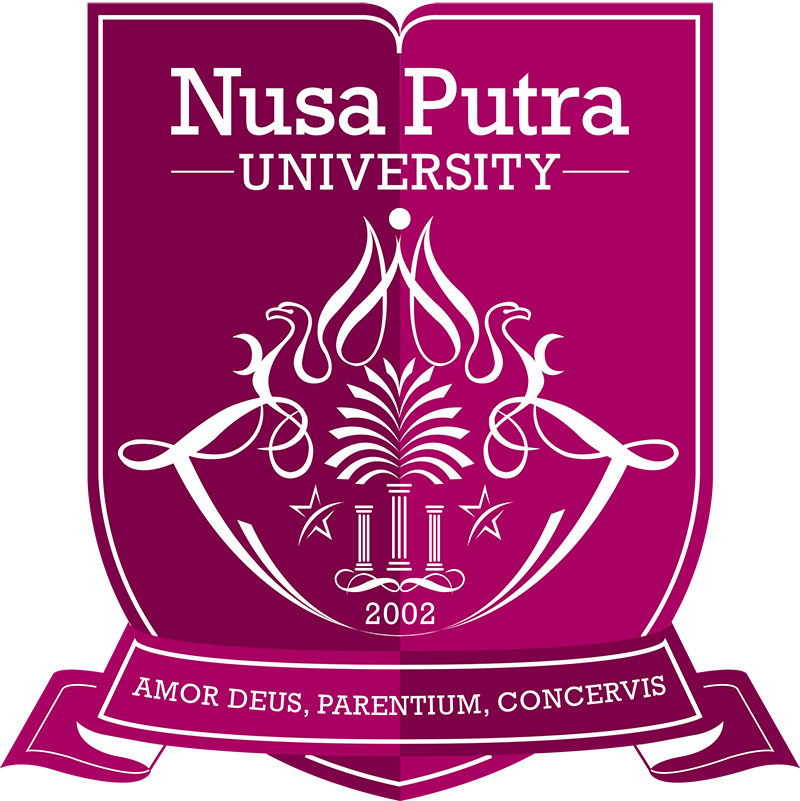 Nusa Putra
UNIVERSITY
2002
AMOR DEUS, PARENTIUM, CONCERVIS